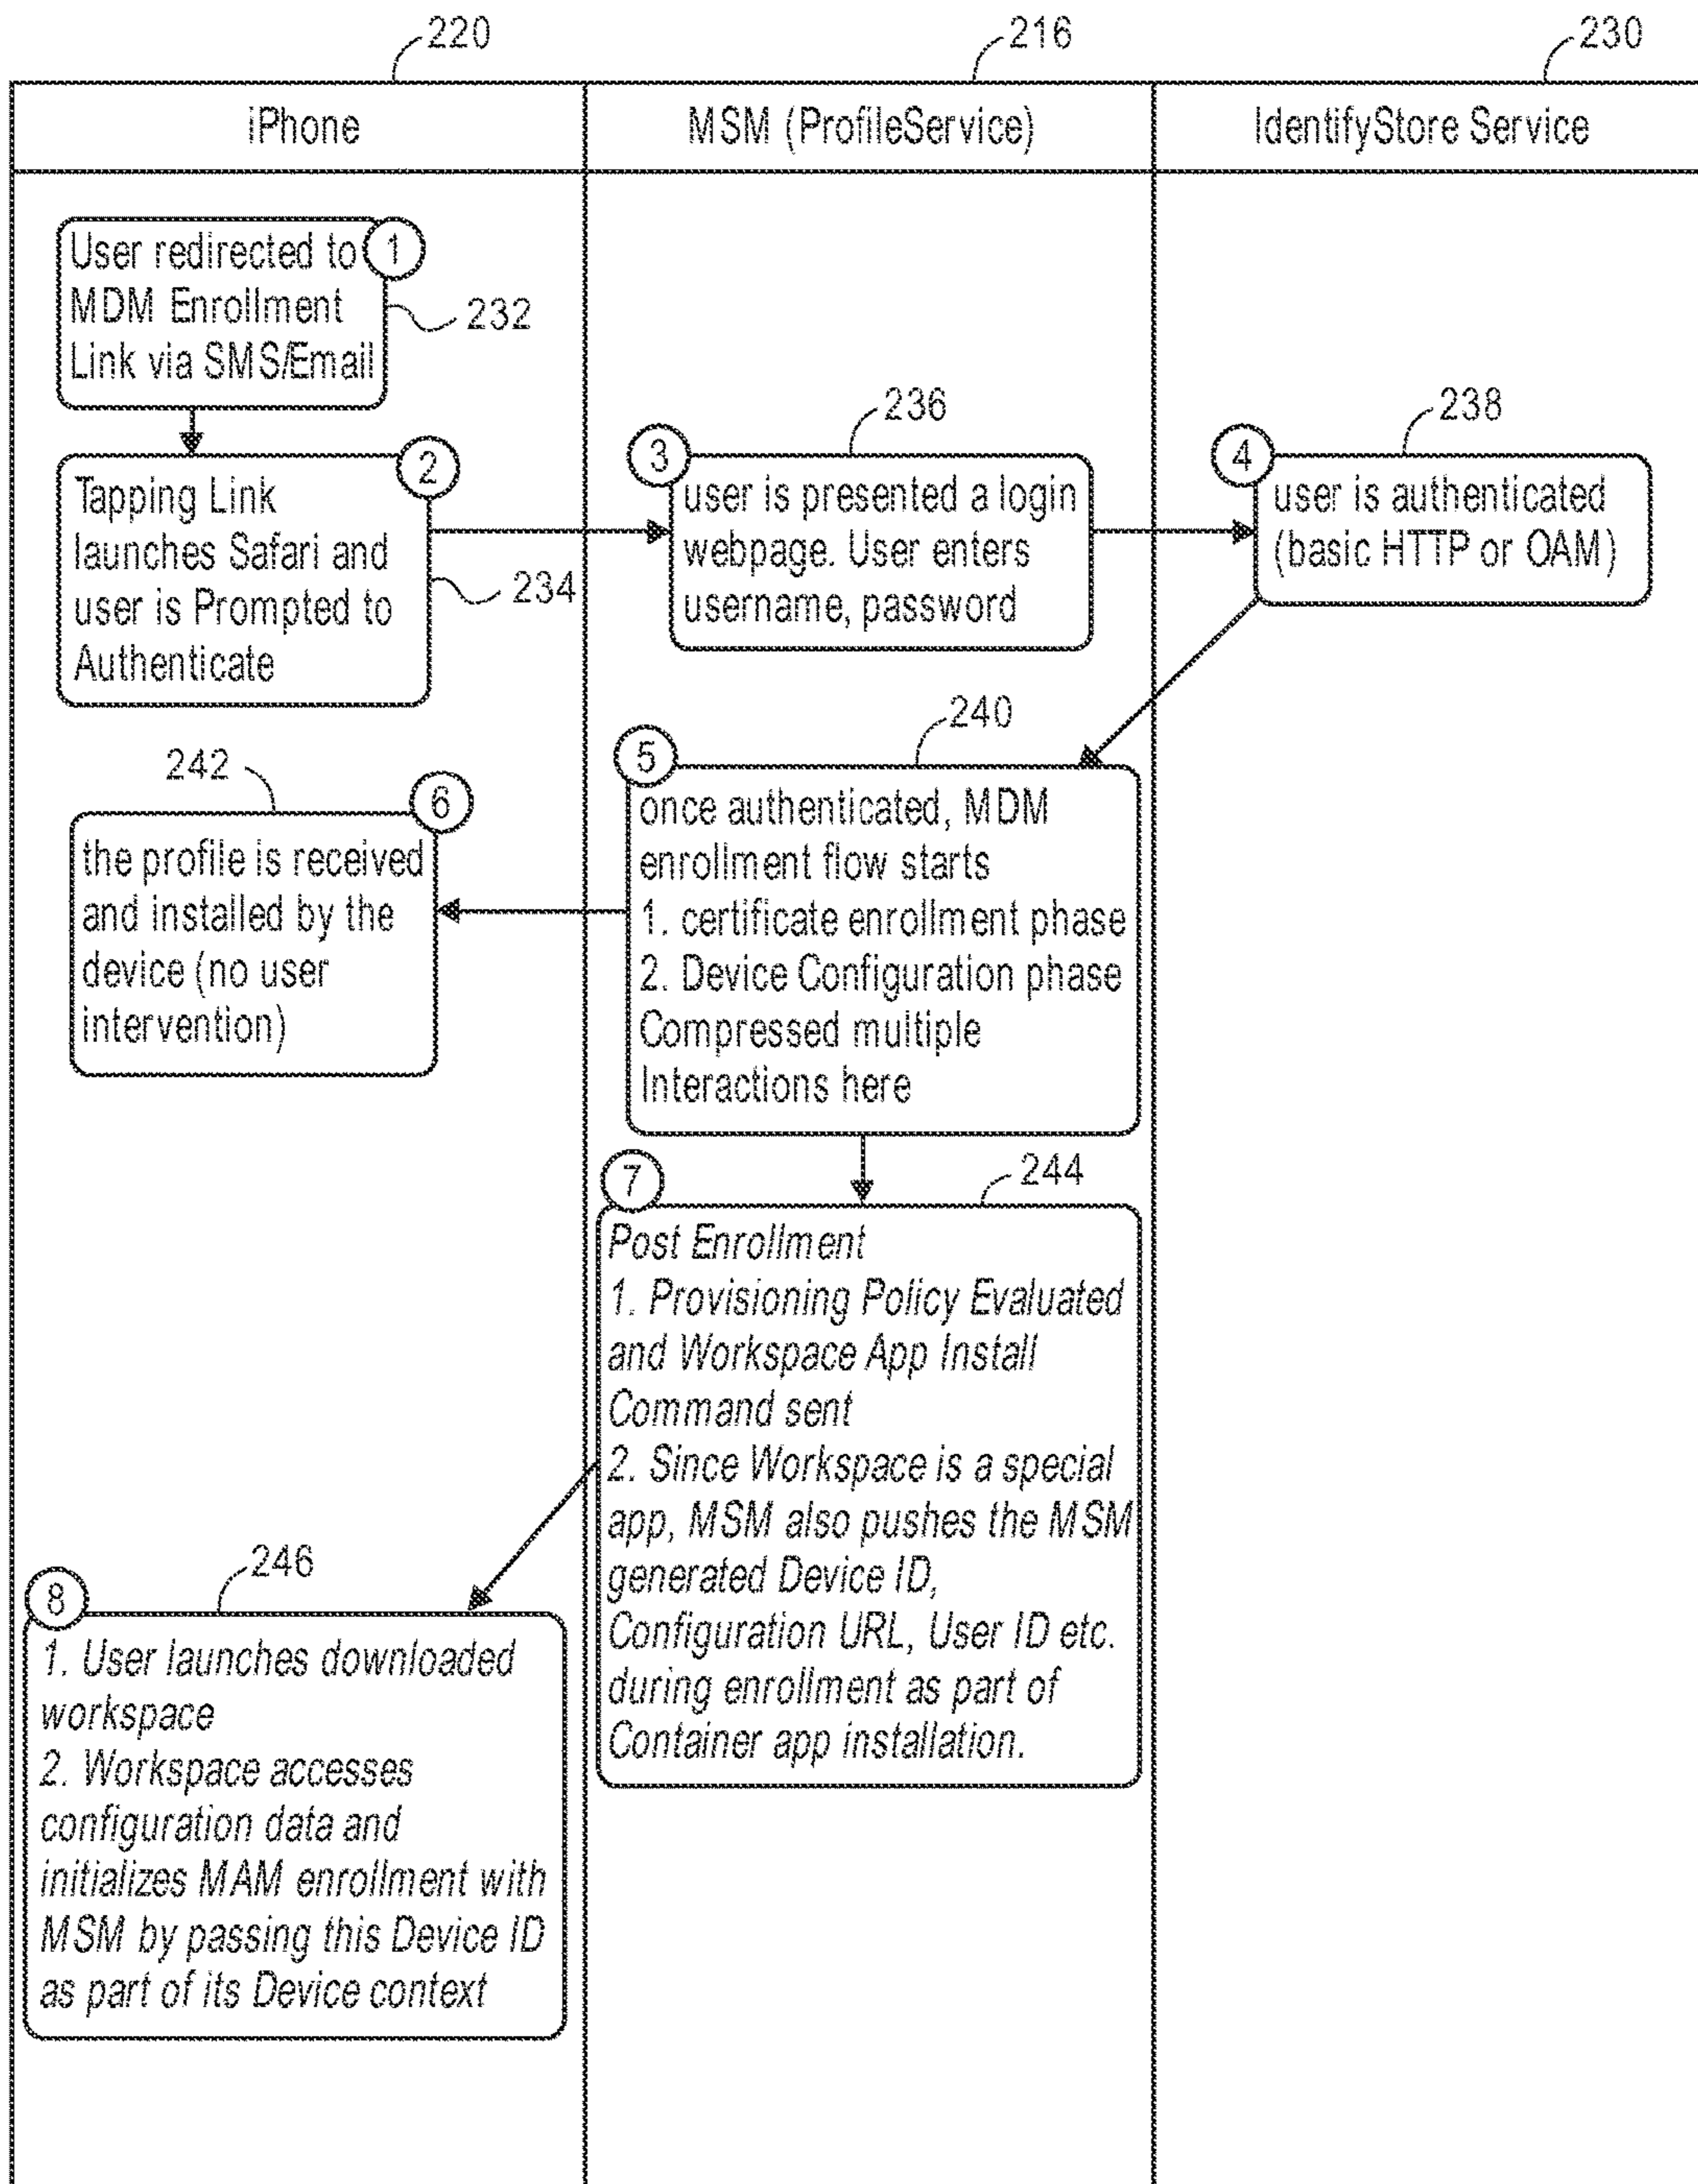 220
216
230
iPhone
MSM (ProfileService)
IdentifyStore Service
1
User redirected to
MDM Enrollment
Link via SMS/Email
232
2
Tapping Link
launches Safari and
user is Prompted to
Authenticate
234
3
236
user is presented a login
webpage. User enters
username, password
4
238
user is authenticated
(basic HTTP or OAM)
5
240
once authenticated, MDM
enrollment flow starts
1. certificate enrollment phase
2. Device Configuration phase
Compressed multiple
Interactions here
242
6
the profile is received
and installed by the
device (no user
intervention)
7
244
Post Enrollment
1. Provisioning Policy Evaluated
and Workspace App Install
Command sent
2. Since Workspace is a special
app, MSM also pushes the MSM
generated Device ID,
Configuration URL, User ID etc.
during enrollment as part of
Container app installation.
8
246
1. User launches downloaded
workspace
2. Workspace accesses
configuration data and
initializes MAM enrollment with
MSM by passing this Device ID
as part of its Device context